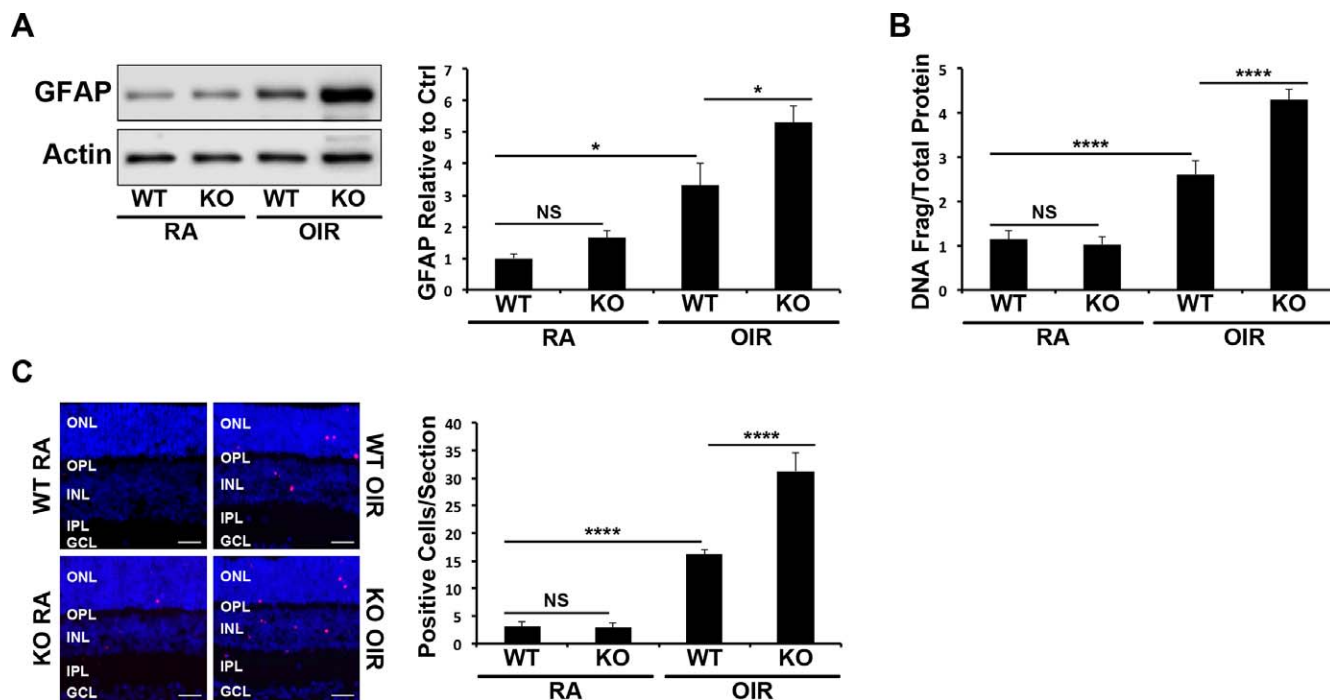 A
GFAP
Actin
WT KO WT KO
RA OIR
GFAP Relative to Ctrl
7
6
5
4
3
2
1
0
NS
*
*
WT KO WT KO
RA OIR
B
DNA Frag/Total Protein
5
4
3
2
1
0
NS
****
****
WT KO WT KO
RA OIR
C
WT RA
ONL
OPL
INL
IPL
GCL
ONL
OPL
INL
IPL
GCL
WT OIR
KO RA
ONL
OPL
INL
IPL
GCL
ONL
OPL
INL
IPL
GCL
KO OIR
Positive Cells/Section
40
35
30
25
20
15
10
5
0
NS
****
****
WT KO WT KO
RA OIR